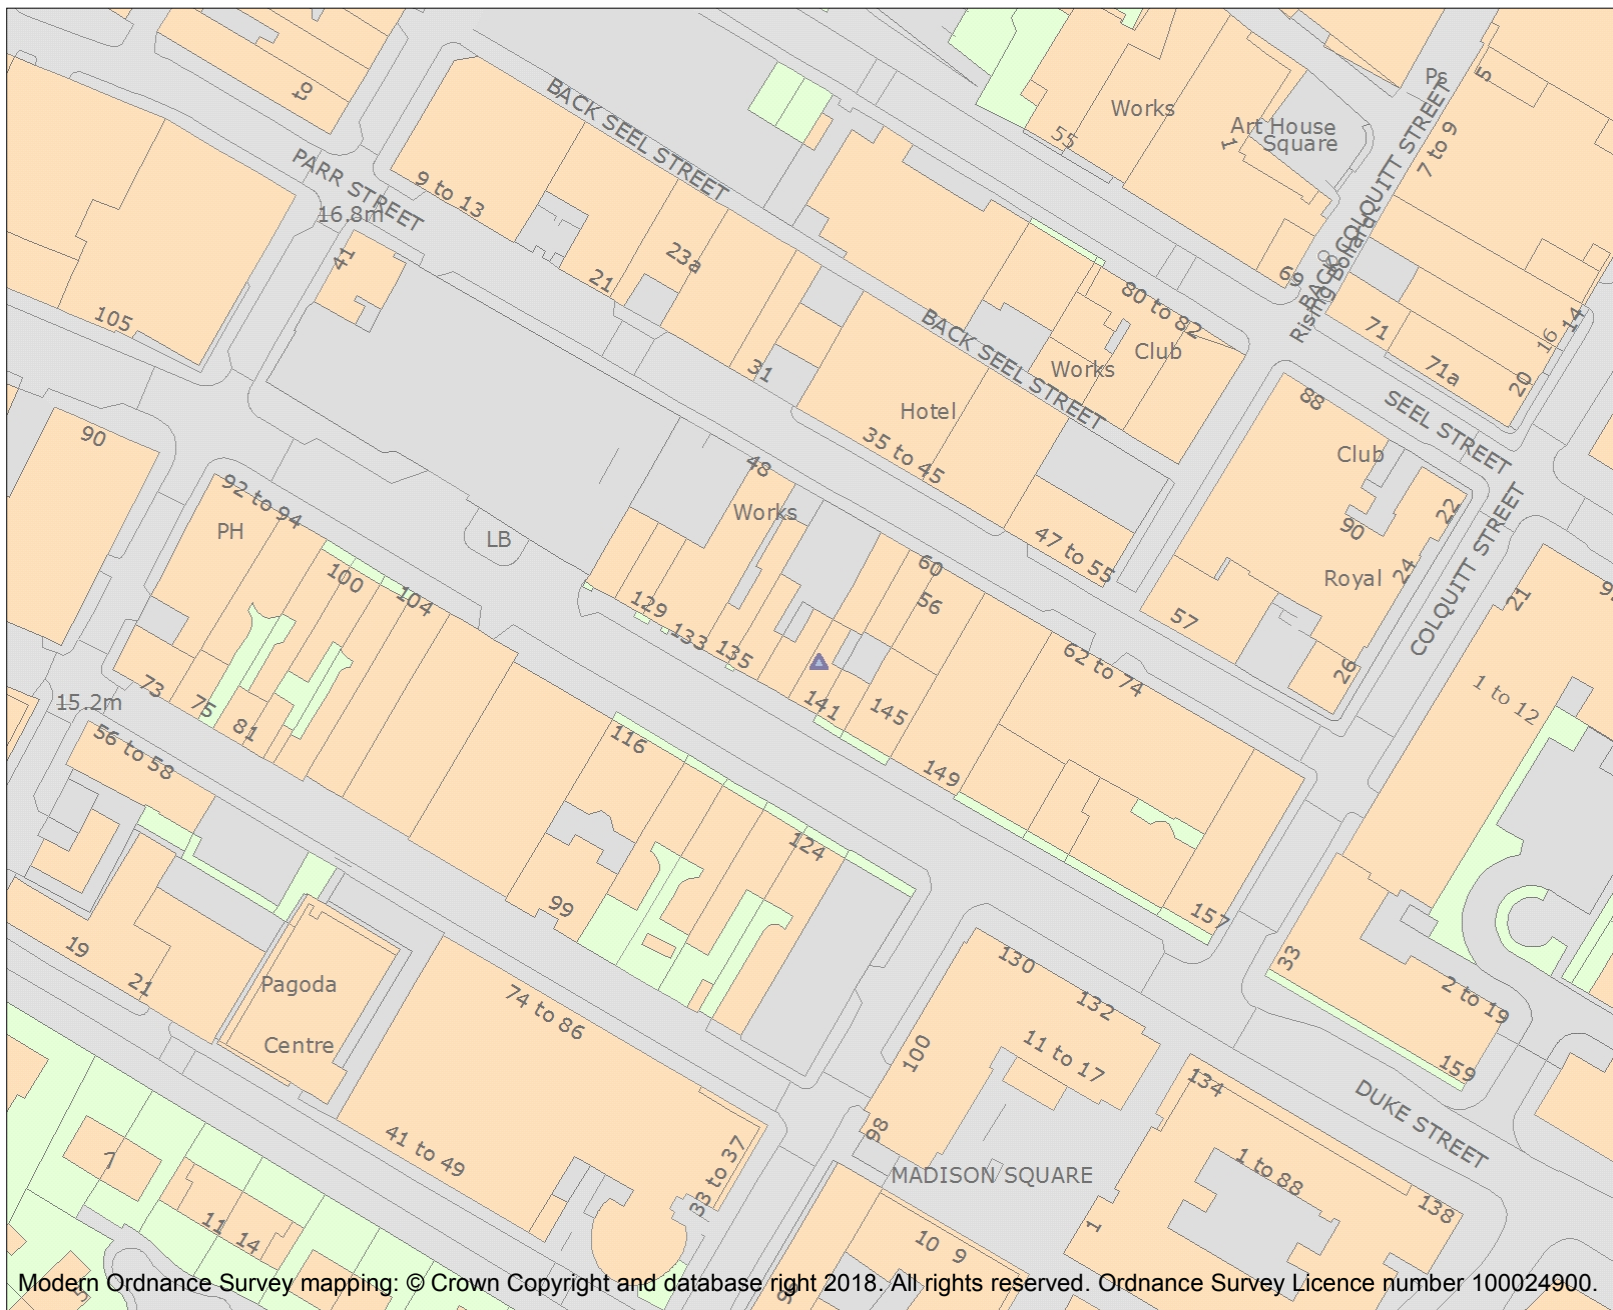 Ps
5
Works
Art House
Square
1
55
7 to 9
BACK COLQUITT STREET
Rising Bollard
BACK SEEL STREET
PARR STREET
16.8m
9 to 13
41
105
21
23a
31
69
71
71a
14
16
20
80 to 82
Club
Works
BACK SEEL STREET
Hotel
35 to 45
SEEL STREET
88
Club
90
22
24
Royal
COLQUITT STREET
90
92 to 94
PH
LB
48
Works
47 to 55
57
26
21
1 to 12
100
104
129
133
135
141
145
149
60
56
62 to 74
73
75
81
15.2m
56 to 58
116
124
99
157
33
2 to 19
159
19
21
Pagoda
Centre
74 to 86
130
132
11 to 17
100
98
134
DUKE STREET
41 to 49
33 to 37
MADISON SQUARE
1 to 88
138
1
7
11
14
10
9
Modern Ordnance Survey mapping: © Crown Copyright and database right 2018. All rights reserved. Ordnance Survey Licence number 100024900.